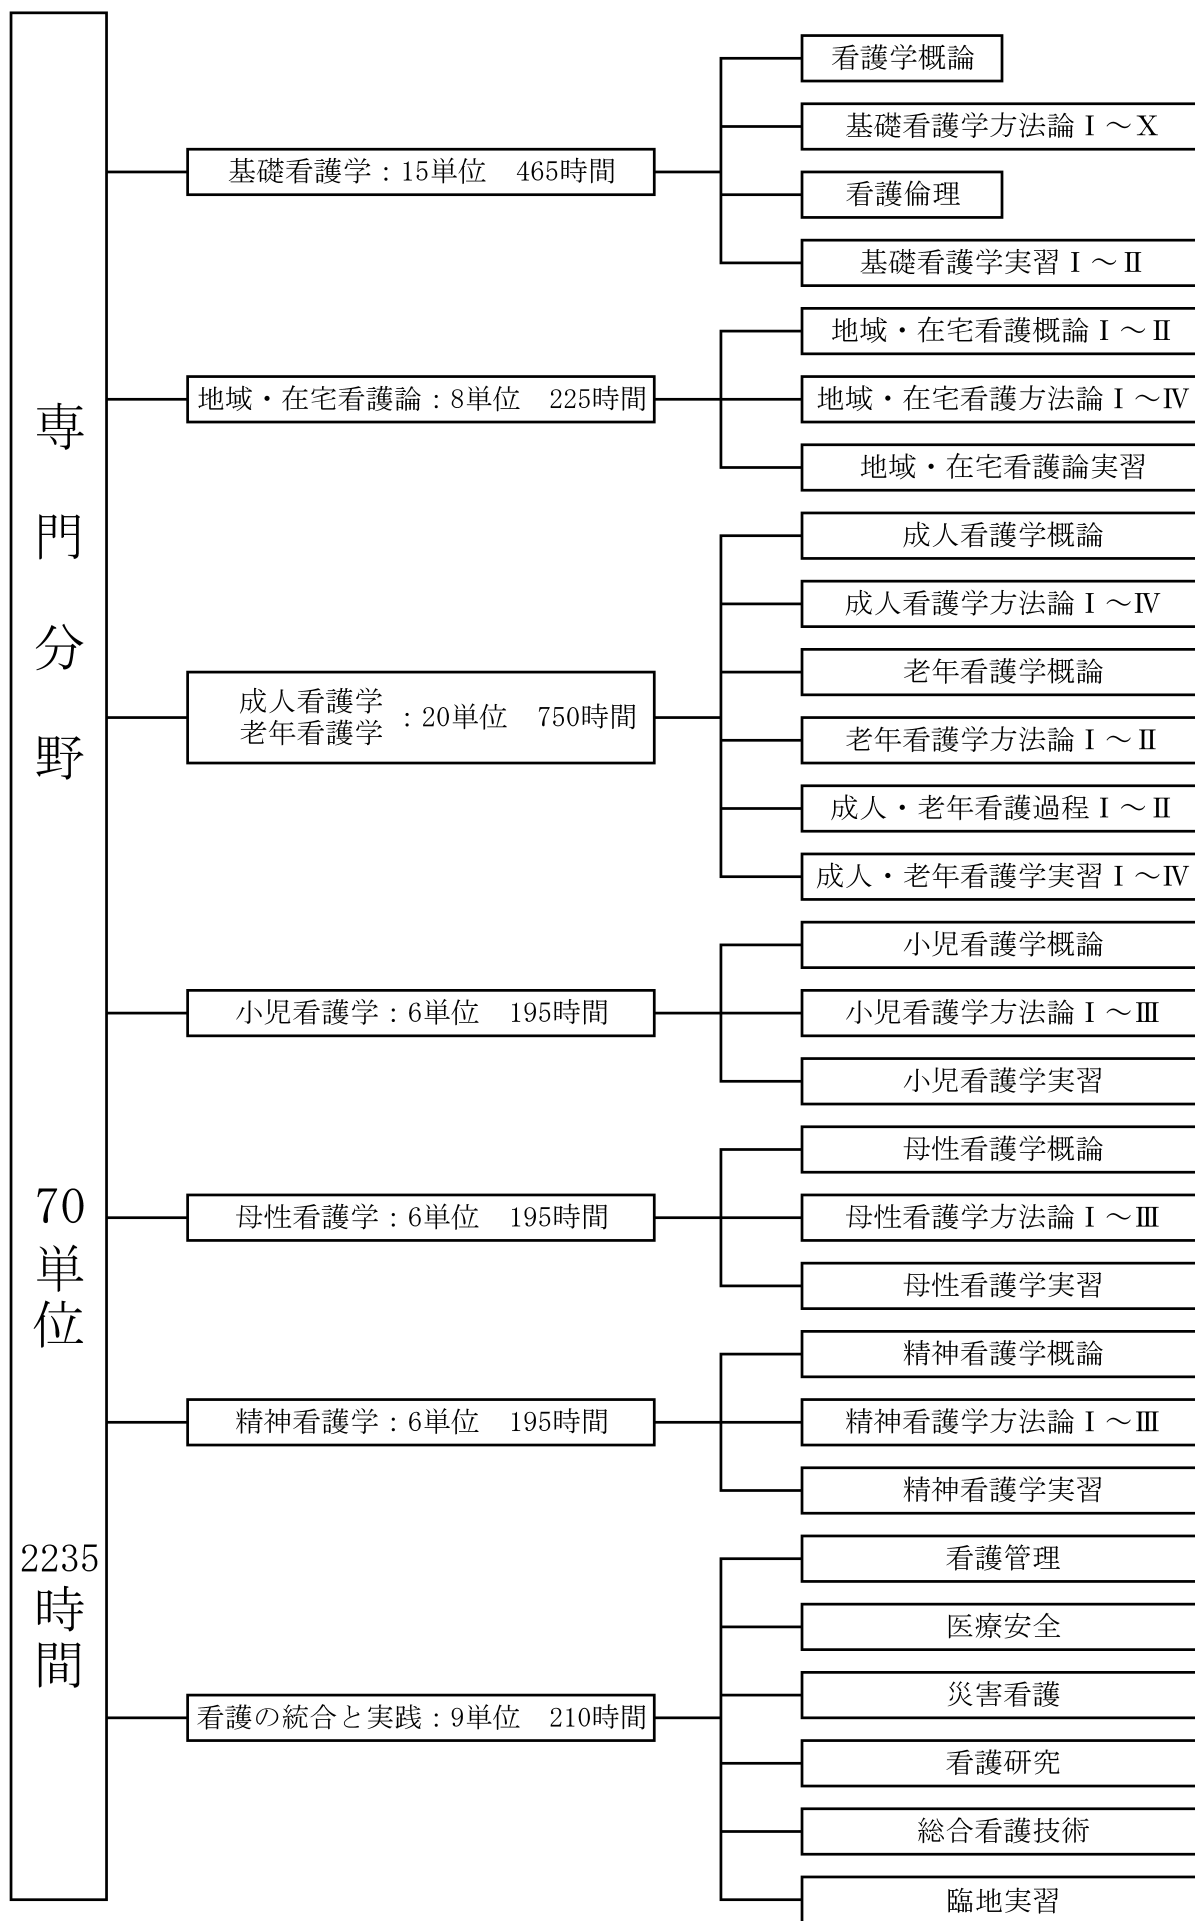 専門分野
70単位
2235時間
基礎看護学：15単位　465時間
看護学概論
基礎看護学方法論Ⅰ～Ⅹ
看護倫理
基礎看護学実習Ⅰ～Ⅱ
地域・在宅看護論：8単位　225時間
地域・在宅看護概論Ⅰ～Ⅱ
地域・在宅看護方法論Ⅰ～Ⅳ
地域・在宅看護論実習
成人看護学
老年看護学
：20単位　750時間
成人看護学概論
成人看護学方法論Ⅰ～Ⅳ
老年看護学概論
老年看護学方法論Ⅰ～Ⅱ
成人・老年看護過程Ⅰ～Ⅱ
成人・老年看護学実習Ⅰ～Ⅳ
小児看護学：6単位　195時間
小児看護学概論
小児看護学方法論Ⅰ～Ⅲ
小児看護学実習
母性看護学：6単位　195時間
母性看護学概論
母性看護学方法論Ⅰ～Ⅲ
母性看護学実習
精神看護学：6単位　195時間
精神看護学概論
精神看護学方法論Ⅰ～Ⅲ
精神看護学実習
看護の統合と実践：9単位　210時間
看護管理
医療安全
災害看護
看護研究
総合看護技術
臨地実習